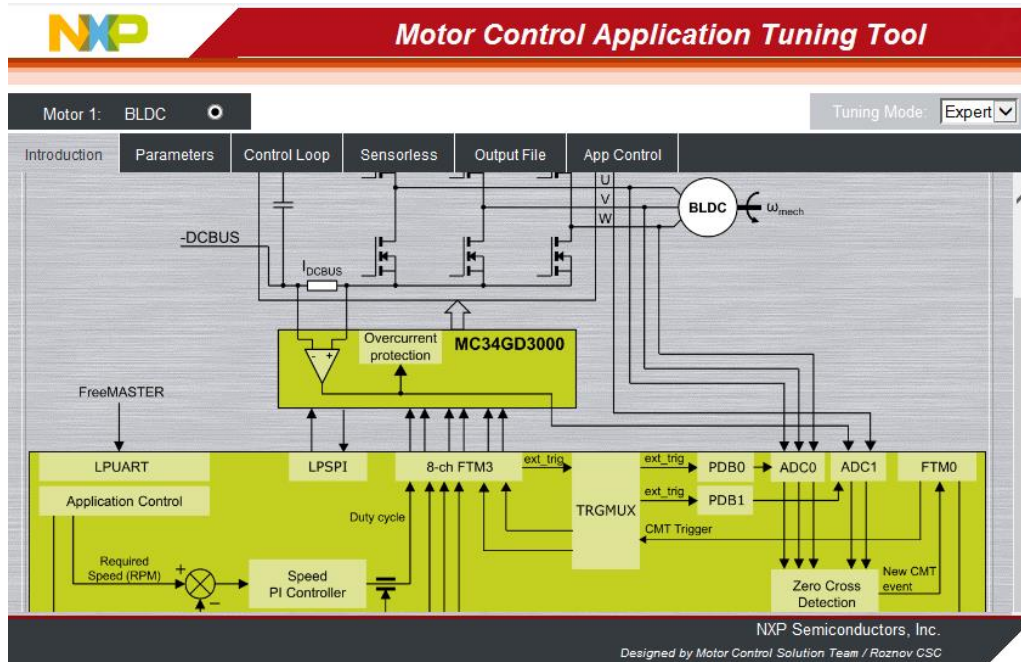 NXP
Motor Control Application Tuning Tool
Motor 1: BLDC
Tuning Mode: Expert
Introduction Parameters Control Loop Sensorless Output File App Control
U
V
W
BLDC
ωmech
-DCBUS
IDCBUS
Overcurrent
protection
MC34GD3000
- +
FreeMASTER
LPUART
LPSPI
8-ch FTM3
ext_trig
TRGMUX
ext_trig
PDB0
ADC0
ADC1
FTM0
ext_trig
PDB1
Application Control
Duty cycle
CMT Trigger
Required
Speed (RPM)
+
−
Speed
PI Controller
Zero Cross
Detection
New CMT
event
NXP Semiconductors, Inc.
Designed by Motor Control Solution Team / Roznov CSC